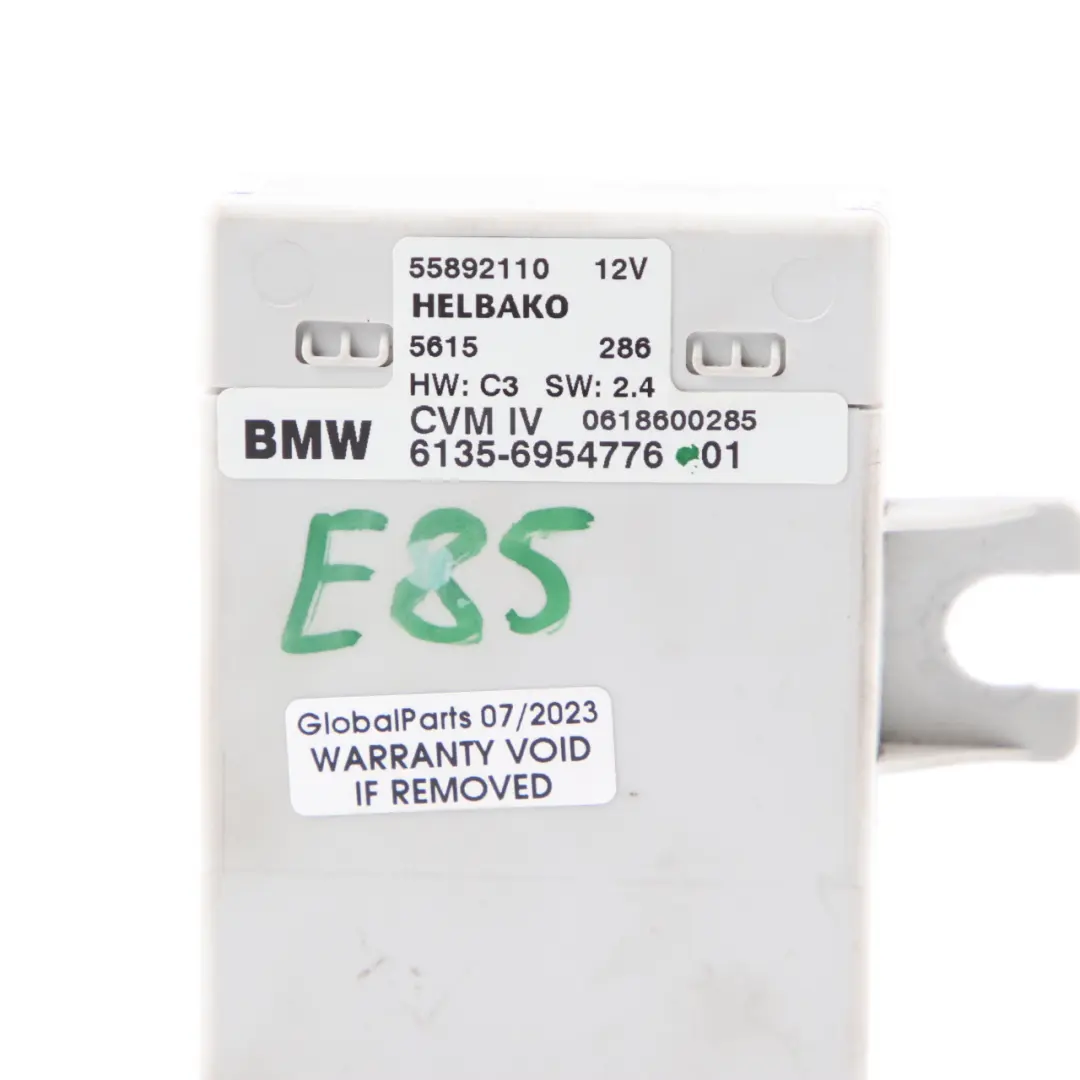 55892110 12V
HELBAKO
5615 286
HW: C3 SW: 2.4
CVM IV 0618600285
BMW 6135-6954776 01
E85
GlobalParts 07/2023
WARRANTY VOID
IF REMOVED